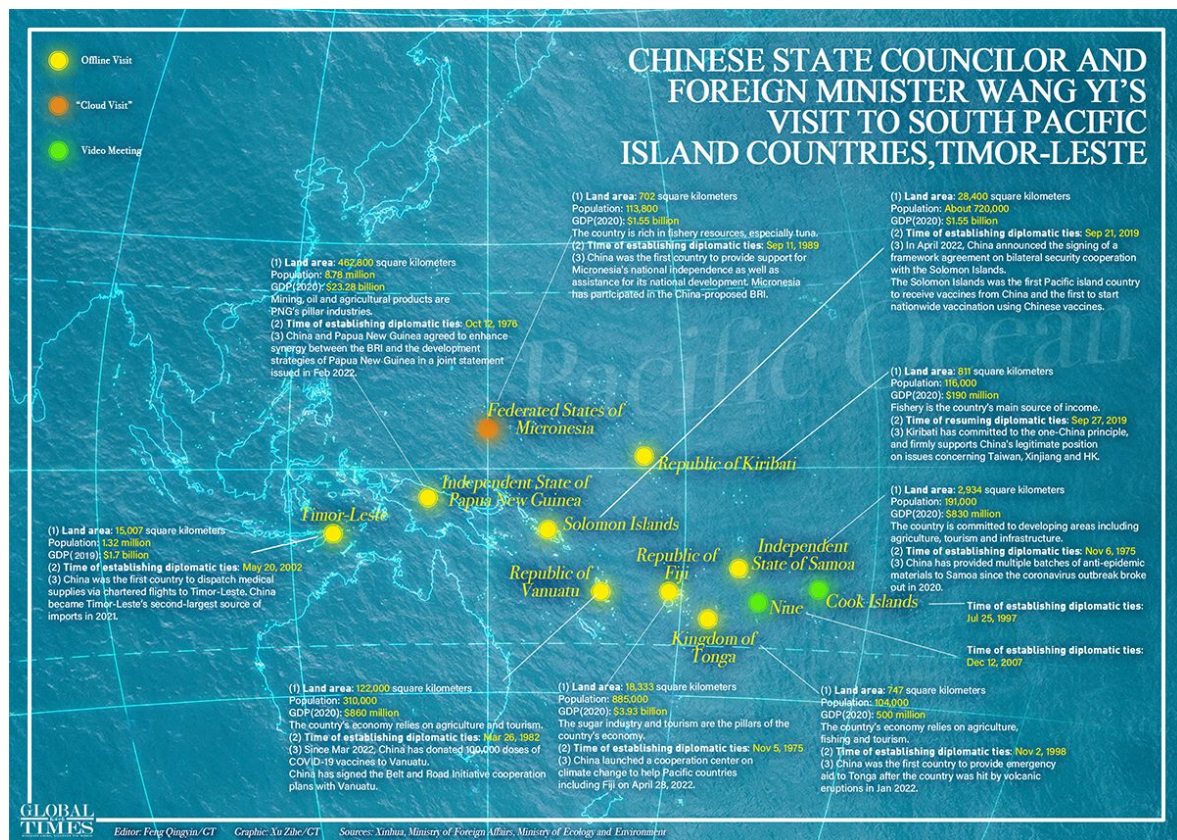 Offline Visit
"Cloud Visit"
Video Meeting
CHINESE STATE COUNCILOR AND
FOREIGN MINISTER WANG YI'S
VISIT TO SOUTH PACIFIC
ISLAND COUNTRIES,TIMOR-LESTE
(1) Land area: 702 square kilometers
Population: 113,800
GDP(2020): $1.55 billion
The country is rich in fishery resources, especially tuna.
(2) Time of establishing diplomatic ties: Sep 11, 1989
(3) China was the first country to provide support for
Micronesia's national independence as well as
assistance for its national development. Micronesia
has participated in the China-proposed BRI.
(1) Land area: 28,400 square kilometers
Population: About 720,000
GDP(2020): $1.55 billion
(2) Time of establishing diplomatic ties: Sep 21, 2019
(3) In April 2022, China announced the signing of a
framework agreement on bilateral security cooperation
with the Solomon Islands.
The Solomon Islands was the first Pacific island country
to receive vaccines from China and the first to start
nationwide vaccination using Chinese vaccines.
(1) Land area: 462,800 square kilometers
Population: 8.78 million
GDP(2020): $23.28 billion
Mining, oil and agricultural products are
PNG's pillar industries.
(2) Time of establishing diplomatic ties: Oct 12, 1976
(3) China and Papua New Guinea agreed to enhance
synergy between the BRI and the development
strategies of Papua New Guinea in a joint statement
issued in Feb 2022.
Pacific Ocean
(1) Land area: 811 square kilometers
Population: 116,000
GDP(2020): $190 million
Fishery is the country's main source of income.
(2) Time of resuming diplomatic ties: Sep 27, 2019
(3) Kiribati has committed to the one-China principle,
and firmly supports China's legitimate position
on issues concerning Taiwan, Xinjiang and HK.
Federated States of
Micronesia
Republic of Kiribati
Independent State of
Papua New Guinea
Timor-Leste
Solomon Islands
Republic of
Vanuatu
Republic of
Fiji
Independent
State of Samoa
Niue
Cook Islands
Kingdom of
Tonga
(1) Land area: 2,934 square kilometers
Population: 191,000
GDP(2020): $830 million
The country is committed to developing areas including
agriculture, tourism and infrastructure.
(2) Time of establishing diplomatic ties: Nov 6, 1975
(3) China has provided multiple batches of anti-epidemic
materials to Samoa since the coronavirus outbreak broke
out in 2020.
(1) Land area: 15,007 square kilometers
Population: 1.32 million
GDP(2019): $1.7 billion
(2) Time of establishing diplomatic ties: May 20, 2002
(3) China was the first country to dispatch medical
supplies via chartered flights to Timor-Leste. China
became Timor-Leste's second-largest source of
imports in 2021.
Time of establishing diplomatic ties:
Jul 25, 1997
Time of establishing diplomatic ties:
Dec 12, 2007
(1) Land area: 122,000 square kilometers
Population: 310,000
GDP(2020): $860 million
The country's economy relies on agriculture and tourism.
(2) Time of establishing diplomatic ties: Mar 26, 1982
(3) Since Mar 2022, China has donated 100,000 doses of
COVID-19 vaccines to Vanuatu.
China has signed the Belt and Road Initiative cooperation
plans with Vanuatu.
(1) Land area: 18,333 square kilometers
Population: 885,000
GDP(2020): $3.93 billion
The sugar industry and tourism are the pillars of the
country's economy.
(2) Time of establishing diplomatic ties: Nov 5, 1975
(3) China launched a cooperation center on
climate change to help Pacific countries
including Fiji on April 28, 2022.
(1) Land area: 747 square kilometers
Population: 104,000
GDP(2020): 500 million
The country's economy relies on agriculture,
fishing and tourism.
(2) Time of establishing diplomatic ties: Nov 2, 1998
(3) China was the first country to provide emergency
aid to Tonga after the country was hit by volcanic
eruptions in Jan 2022.
GLOBAL
TIMES
Editor: Feng Qingyin/GT Graphic: Xu Zihe/GT Sources: Xinhua, Ministry of Foreign Affairs, Ministry of Ecology and Environment